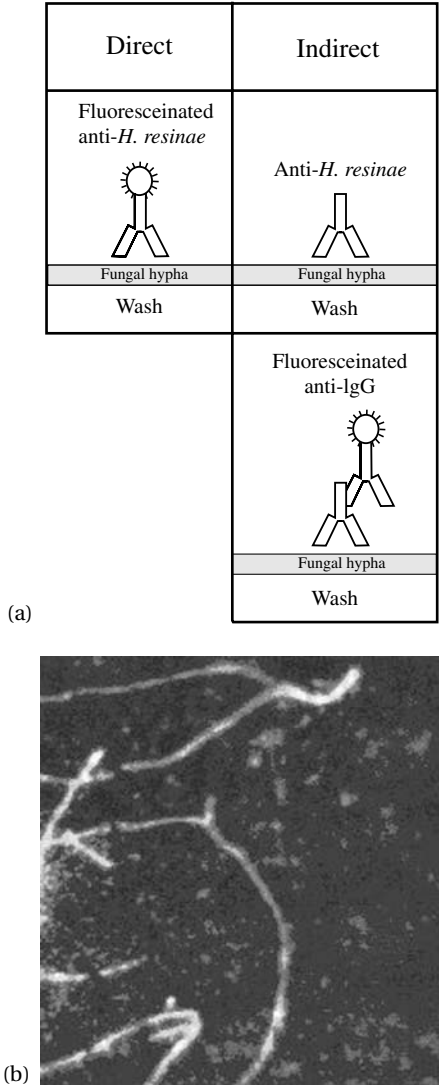 Direct
Indirect
Fluoresceinated
anti-H. resinae
Fungal hypha
Wash
Anti-H. resinae
Fungal hypha
Wash
Fluoresceinated
anti-lgG
Fungal hypha
Wash
(a)
(b)